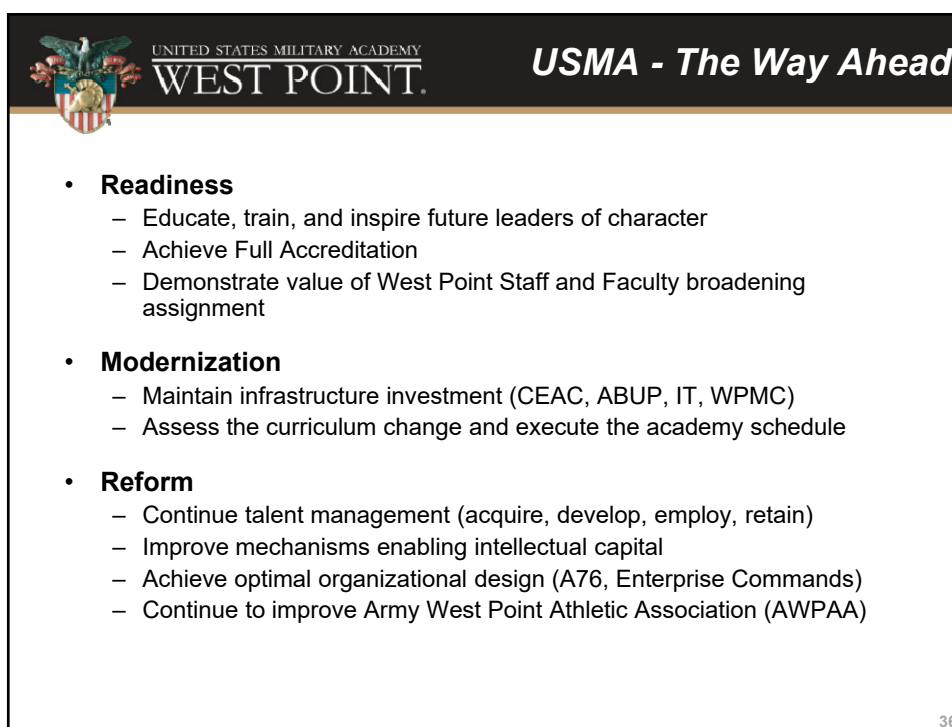 UNITED STATES MILITARY ACADEMY
WEST POINT.
USMA - The Way Ahead
• Readiness
– Educate, train, and inspire future leaders of character
– Achieve Full Accreditation
– Demonstrate value of West Point Staff and Faculty broadening
assignment
• Modernization
– Maintain infrastructure investment (CEAC, ABUP, IT, WPMC)
– Assess the curriculum change and execute the academy schedule
• Reform
– Continue talent management (acquire, develop, employ, retain)
– Improve mechanisms enabling intellectual capital
– Achieve optimal organizational design (A76, Enterprise Commands)
– Continue to improve Army West Point Athletic Association (AWPAA)